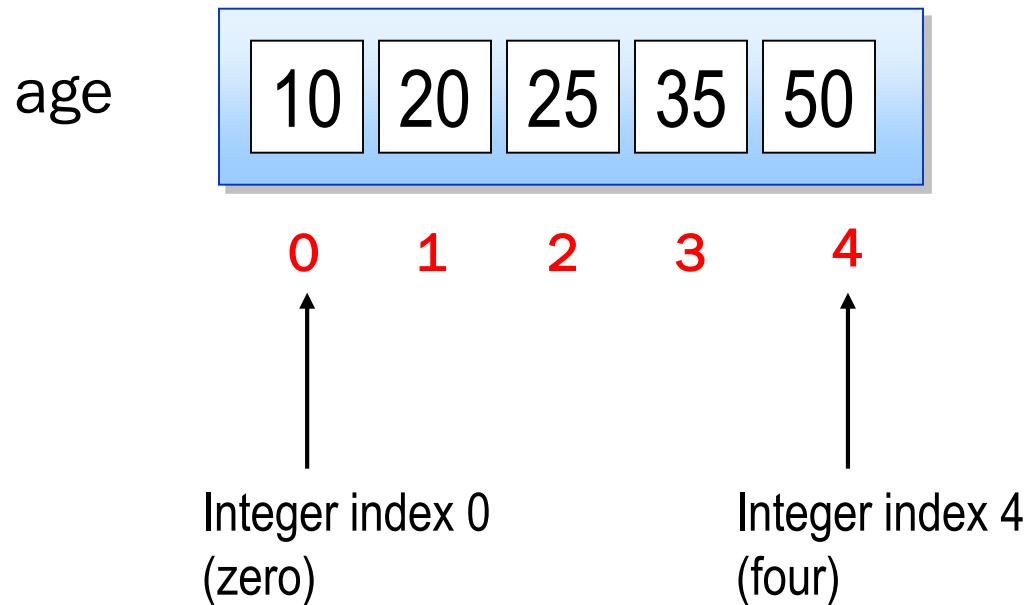 age 10 20 25 35 50
0 1 2 3 4
Integer index 0
(zero)
Integer index 4
(four)